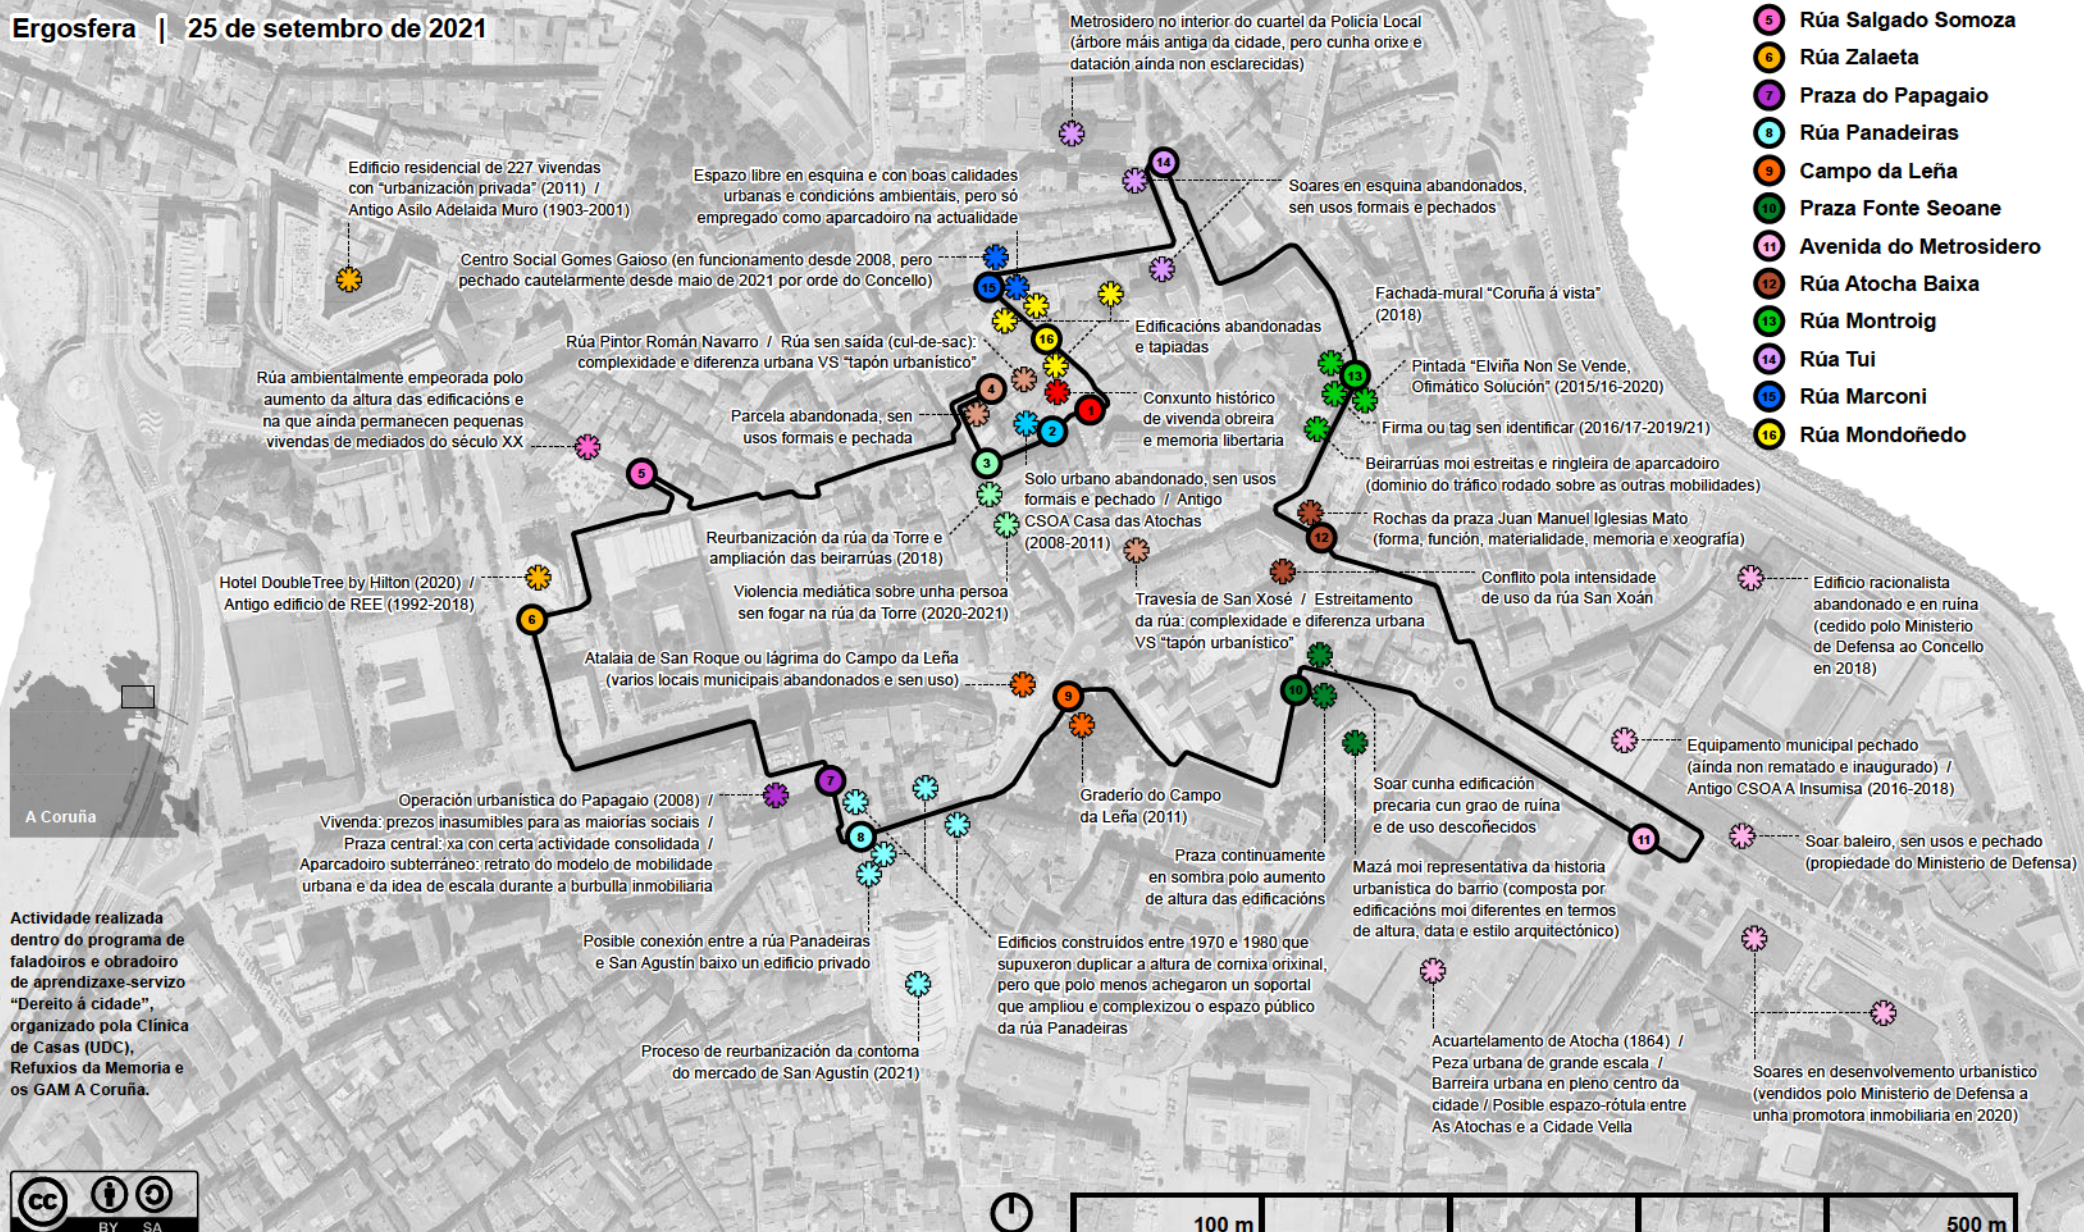 Ergosfera | 25 de setembro de 2021
5 Rúa Salgado Somoza
6 Rúa Zalaeta
7 Praza do Papagaio
8 Rúa Panadeiras
9 Campo da Leña
10 Praza Fonte Seoane
11 Avenida do Metrosidero
12 Rúa Atocha Baixa
13 Rúa Montroig
14 Rúa Tui
15 Rúa Marconi
16 Rúa Mondoñedo
Metrosidero no interior do cuartel da Policía Local
(árbore máis antiga da cidade, pero cunha orixe e
datación aínda non esclarecidas)
Edificio residencial de 227 vivendas
con “urbanización privada” (2011) /
Antigo Asilo Adelaida Muro (1903-2001)
Espazo libre en esquina e con boas calidades
urbanas e condicións ambientais, pero só
empregado como aparcadoiro na actualidade
14
Soares en esquina abandonados,
sen usos formais e pechados
Centro Social Gomes Gaioso (en funcionamento desde 2008, pero
pechado cautelarmente desde maio de 2021 por orde do Concello)
15
Fachada-mural “Coruña á vista”
(2018)
Edificacións abandonadas
e tapiadas
16
Rúa Pintor Román Navarro / Rúa sen saída (cul-de-sac):
complexidade e diferenza urbana VS “tapón urbanístico”
13
Pintada “Elviña Non Se Vende,
Ofimático Solución” (2015/16-2020)
Rúa ambientalmente empeorada polo
aumento da altura das edificacións e
na que aínda permanecen pequenas
vivendas de mediados do século XX
4
Parcela abandonada, sen
usos formais e pechada
1
2
3
Conxunto histórico
de vivenda obreira
e memoria libertaria
Firma ou tag sen identificar (2016/17-2019/21)
Beirarrúas moi estreitas e ringleira de aparcadoiro
(dominio do tráfico rodado sobre as outras mobilidades)
5
Solo urbano abandonado, sen usos
formais e pechado / Antigo
CSOA Casa das Atochas
(2008-2011)
Rochas da praza Juan Manuel Iglesias Mato
(forma, función, materialidade, memoria e xeografía)
12
Reurbanización da rúa da Torre e
ampliación das beirarrúas (2018)
Hotel DoubleTree by Hilton (2020) /
Antigo edificio de REE (1992-2018)
6
Violencia mediática sobre unha persoa
sen fogar na rúa da Torre (2020-2021)
Travesía de San Xosé / Estreitamento
da rúa: complexidade e diferenza urbana
VS “tapón urbanístico”
Conflito pola intensidade
de uso da rúa San Xoán
Edificio racionalista
abandonado e en ruína
(cedido polo Ministerio
de Defensa ao Concello
en 2018)
Atalaia de San Roque ou lágrima do Campo da Leña
(varios locais municipais abandonados e sen uso)
9
10
Equipamento municipal pechado
(aínda non rematado e inaugurado) /
Antigo CSOA A Insumisa (2016-2018)
7
Graderío do Campo
da Leña (2011)
Soar cunha edificación
precaria cun grao de ruína
e de uso descoñecidos
A Coruña
Operación urbanística do Papagaio (2008) /
Vivenda: prezos inasumibles para as maiorías sociais /
Praza central: xa con certa actividade consolidada /
Aparcadoiro subterráneo: retrato do modelo de mobilidade
urbana e da idea de escala durante a burbulla inmobiliaria
8
11
Soar baleiro, sen usos e pechado
(propiedade do Ministerio de Defensa)
Praza continuamente
en sombra polo aumento
de altura das edificacións
Mazá moi representativa da historia
urbanística do barrio (composta por
edificacións moi diferentes en termos
de altura, data e estilo arquitectónico)
Actividade realizada
dentro do programa de
faladoiros e obradoiro
de aprendizaxe-servizo
“Dereito á cidade”,
organizado pola Clínica
de Casas (UDC),
Refuxios da Memoria e
os GAM A Coruña.
Posible conexión entre a rúa Panadeiras
e San Agustín baixo un edificio privado
Edificios construídos entre 1970 e 1980 que
supuxeron duplicar a altura de cornixa orixinal,
pero que polo menos achegaron un soportal
que ampliou e complexizou o espazo público
da rúa Panadeiras
Proceso de reurbanización da contorna
do mercado de San Agustín (2021)
Acuartelamento de Atocha (1864) /
Peza urbana de grande escala /
Barreira urbana en pleno centro da
cidade / Posible espazo-rótula entre
As Atochas e a Cidade Vella
Soares en desenvolvemento urbanístico
(vendidos polo Ministerio de Defensa a
unha promotora inmobiliaria en 2020)
cc
BY SA
100 m
500 m